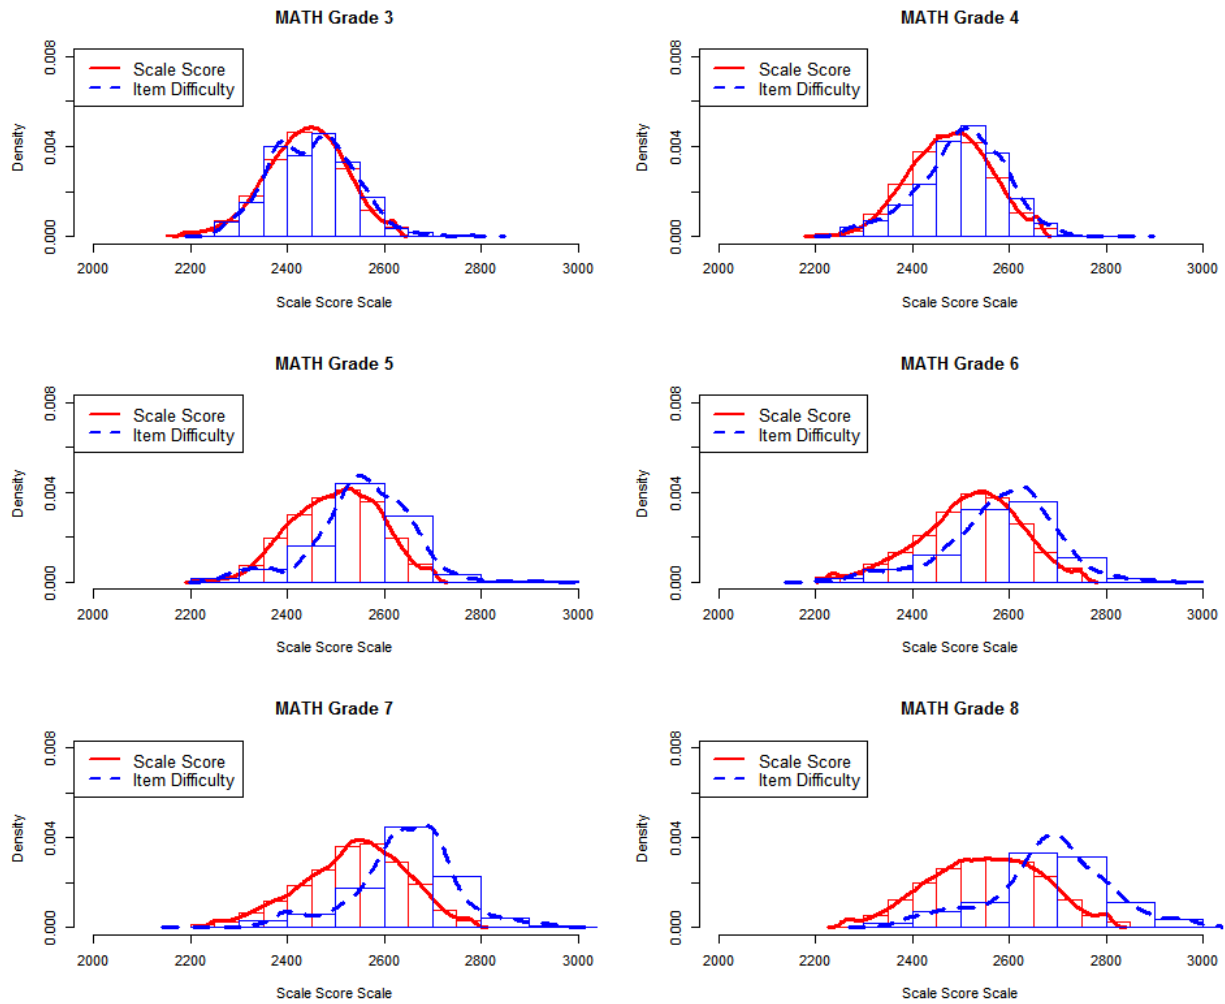 MATH Grade 3
Scale Score
Item Difficulty
Density
0.000
0.004
0.008
2000 2200 2400 2600 2800 3000
Scale Score Scale
MATH Grade 4
Scale Score
Item Difficulty
Density
0.000
0.004
0.008
2000 2200 2400 2600 2800 3000
Scale Score Scale
MATH Grade 5
Scale Score
Item Difficulty
Density
0.000
0.004
0.008
2000 2200 2400 2600 2800 3000
Scale Score Scale
MATH Grade 6
Scale Score
Item Difficulty
Density
0.000
0.004
0.008
2000 2200 2400 2600 2800 3000
Scale Score Scale
MATH Grade 7
Scale Score
Item Difficulty
Density
0.000
0.004
0.008
2000 2200 2400 2600 2800 3000
Scale Score Scale
MATH Grade 8
Scale Score
Item Difficulty
Density
0.000
0.004
0.008
2000 2200 2400 2600 2800 3000
Scale Score Scale